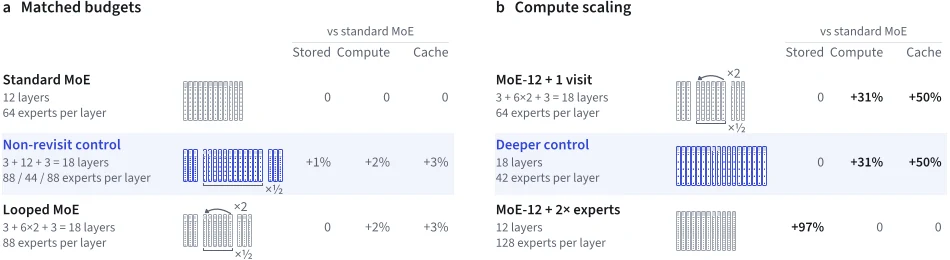 a Matched budgets
vs standard MoE
Stored Compute Cache
Standard MoE
12 layers
64 experts per layer
0 0 0
Non-revisit control
3 + 12 + 3 = 18 layers
88 / 44 / 88 experts per layer
×½
+1% +2% +3%
Looped MoE
3 + 6×2 + 3 = 18 layers
88 experts per layer
×2
×½
0 +2% +3%
b Compute scaling
vs standard MoE
Stored Compute Cache
MoE-12 + 1 visit
3 + 6×2 + 3 = 18 layers
64 experts per layer
×2
×½
0 +31% +50%
Deeper control
18 layers
42 experts per layer
0 +31% +50%
MoE-12 + 2× experts
12 layers
128 experts per layer
+97% 0 0